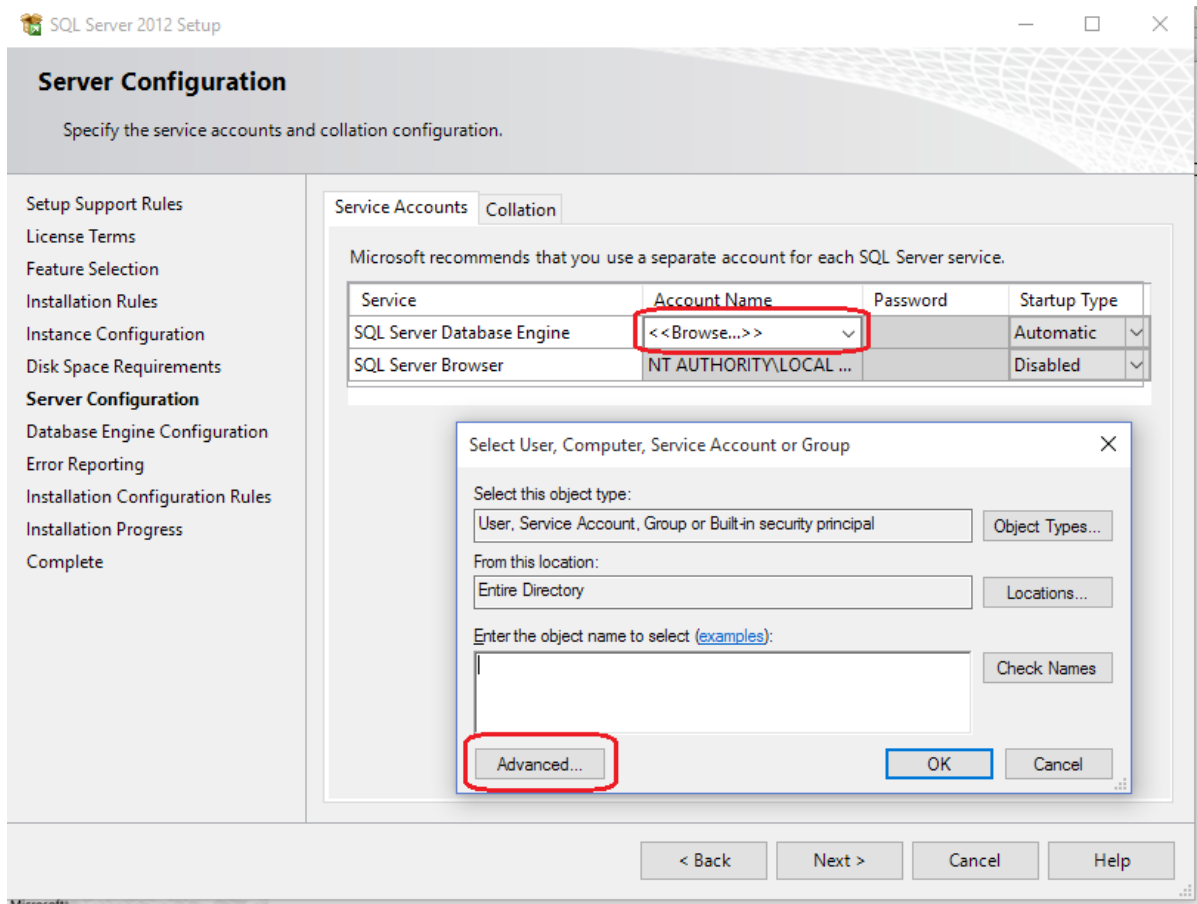 SQL Server 2012 Setup
Server Configuration
Specify the service accounts and collation configuration.
Setup Support Rules
License Terms
Feature Selection
Installation Rules
Instance Configuration
Disk Space Requirements
Server Configuration
Database Engine Configuration
Error Reporting
Installation Configuration Rules
Installation Progress
Complete
Service Accounts Collation
Microsoft recommends that you use a separate account for each SQL Server service.
Service Account Name Password Startup Type
SQL Server Database Engine <<Browse...>> Automatic
SQL Server Browser NT AUTHORITY\LOCAL ... Disabled
Select User, Computer, Service Account or Group
Select this object type:
User, Service Account, Group or Built-in security principal Object Types...
From this location:
Entire Directory Locations...
Enter the object name to select (examples):
Check Names
Advanced... OK Cancel
< Back Next > Cancel Help